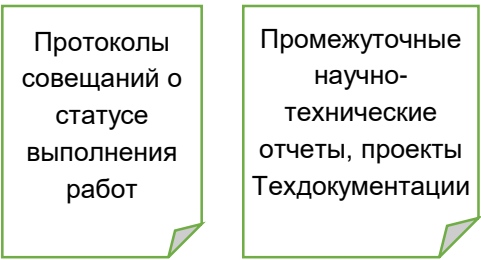 Протоколы
совещаний о
статусе
выполнения
работ
Промежуточные
научно-
технические
отчеты, проекты
Техдокументации